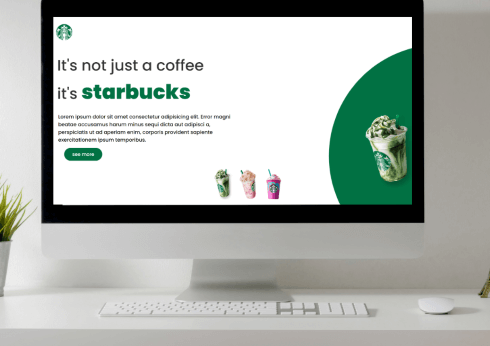 It's not just a coffee
it's starbucks
Lorem ipsum dolor sit amet consectetur adipisicing elit. Error magni
beatae accusamus harum minus sequi dicta aut adipisci a,
perspiciatis ut ad aperiam enim, corporis provident sapiente
exercitationem ipsum temporibus.
see more